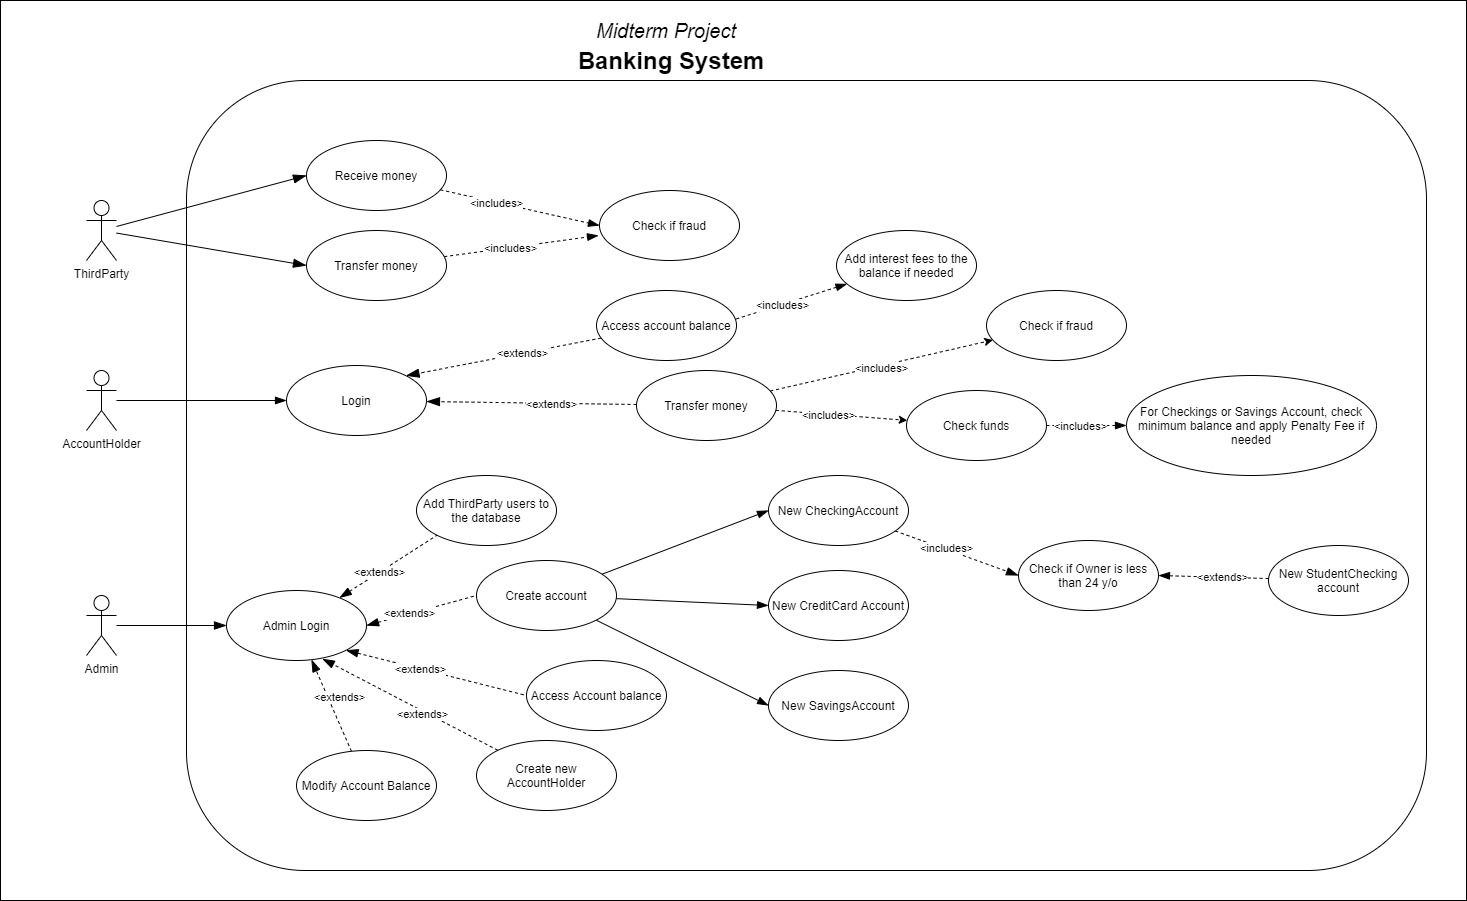 Midterm Project
Banking System
Receive money
<includes>
Check if fraud
ThirdParty
Transfer money
<includes>
Add interest fees to the
balance if needed
Access account balance
<includes>
Check if fraud
<extends>
<includes>
Login
<extends>
Transfer money
<includes>
Check funds
<includes>
For Checkings or Savings Account, check
minimum balance and apply Penalty Fee if
needed
AccountHolder
Add ThirdParty users to
the database
<extends>
New CheckingAccount
<includes>
Check if Owner is less
than 24 y/o
<extends>
New StudentChecking
account
Create account
<extends>
New CreditCard Account
Admin Login
Admin
<extends>
Access Account balance
New SavingsAccount
<extends>
<extends>
Create new
AccountHolder
Modify Account Balance